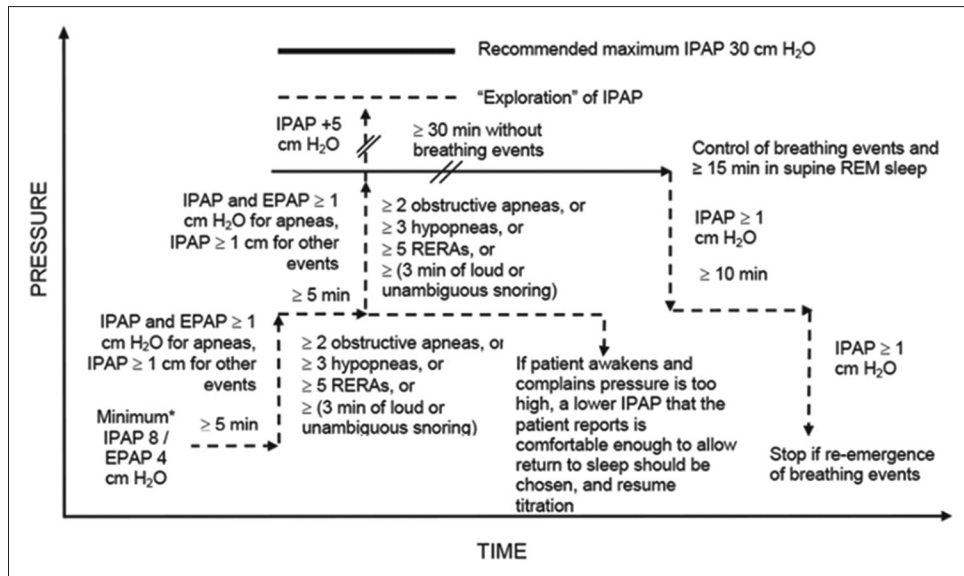 Recommended maximum IPAP 30 cm H₂O
"Exploration" of IPAP
IPAP +5
cm H₂O
≥ 30 min without
breathing events
Control of breathing events and
≥ 15 min in supine REM sleep
IPAP and EPAP ≥ 1
cm H₂O for apneas,
IPAP ≥ 1 cm for other
events
≥ 2 obstructive apneas, or
≥ 3 hypopneas, or
≥ 5 RERAs, or
≥ (3 min of loud or
unambiguous snoring)
IPAP ≥ 1
cm H₂O
≥ 10 min
≥ 5 min
IPAP and EPAP ≥ 1
cm H₂O for apneas,
IPAP ≥ 1 cm for other
events
≥ 2 obstructive apneas, or
≥ 3 hypopneas, or
≥ 5 RERAs, or
≥ (3 min of loud or
unambiguous snoring)
Minimum*
IPAP 8 /
EPAP 4
cm H₂O
≥ 5 min
If patient awakens and
complains pressure is too
high, a lower IPAP that the
patient reports is
comfortable enough to allow
return to sleep should be
chosen, and resume
titration
IPAP ≥ 1
cm H₂O
Stop if re-emergence
of breathing events
PRESSURE
TIME